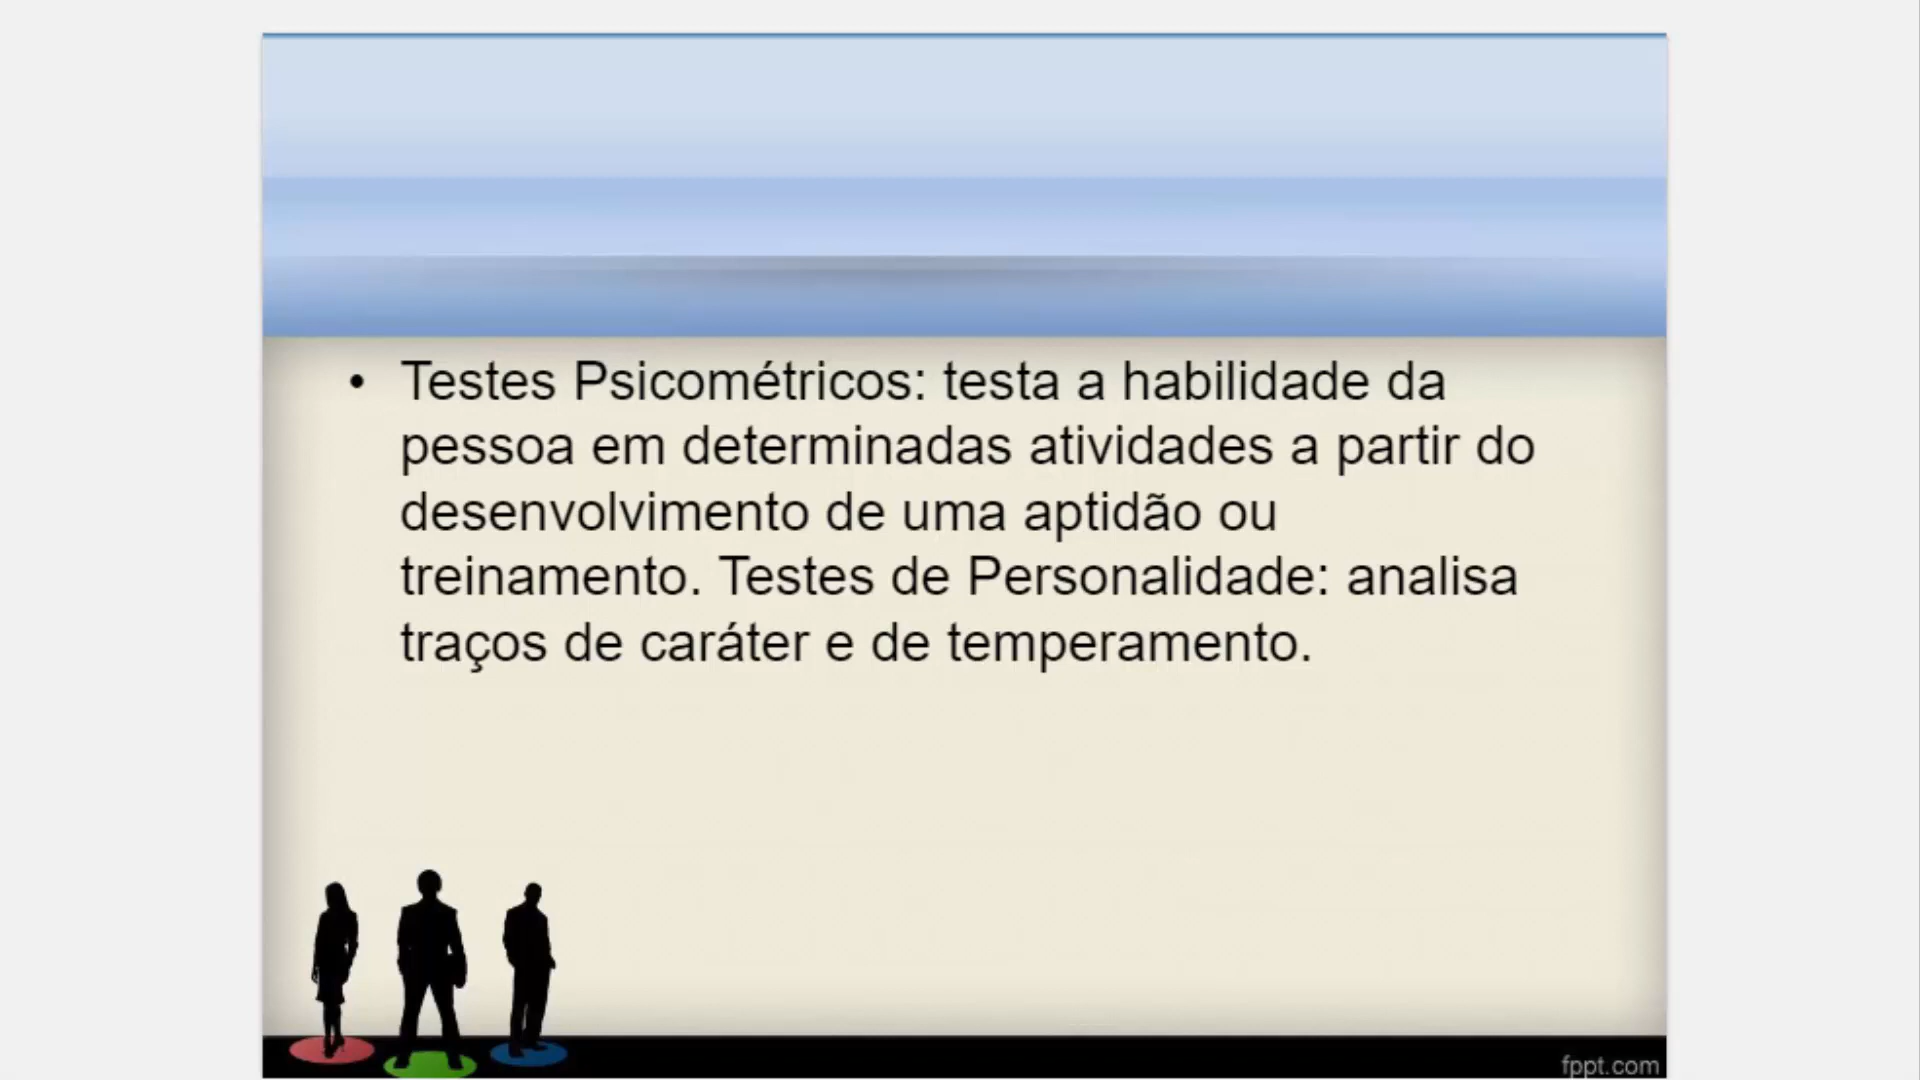 • Testes Psicométricos: testa a habilidade da
pessoa em determinadas atividades a partir do
desenvolvimento de uma aptidão ou
treinamento. Testes de Personalidade: analisa
traços de caráter e de temperamento.
fppt.com